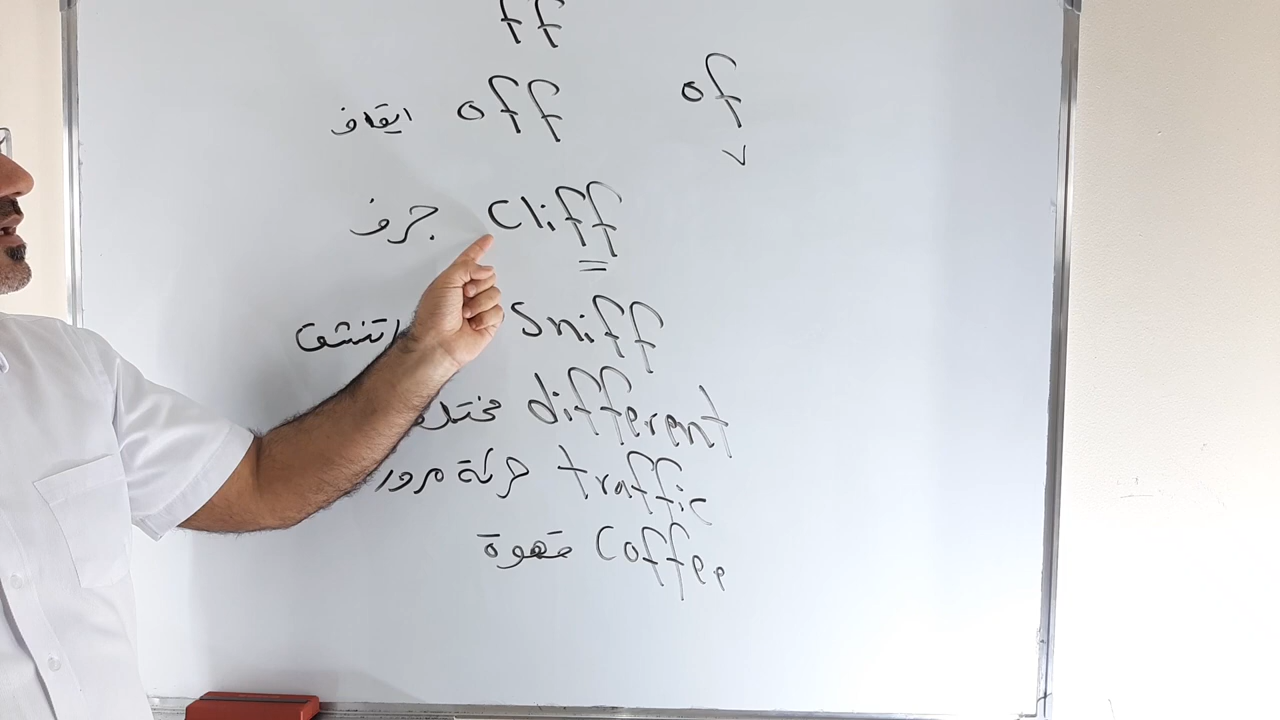 ff
off ايقاف
of
v
Cliff جرف
Sniff
different
traffic حركة مرور
Coffee قهوة